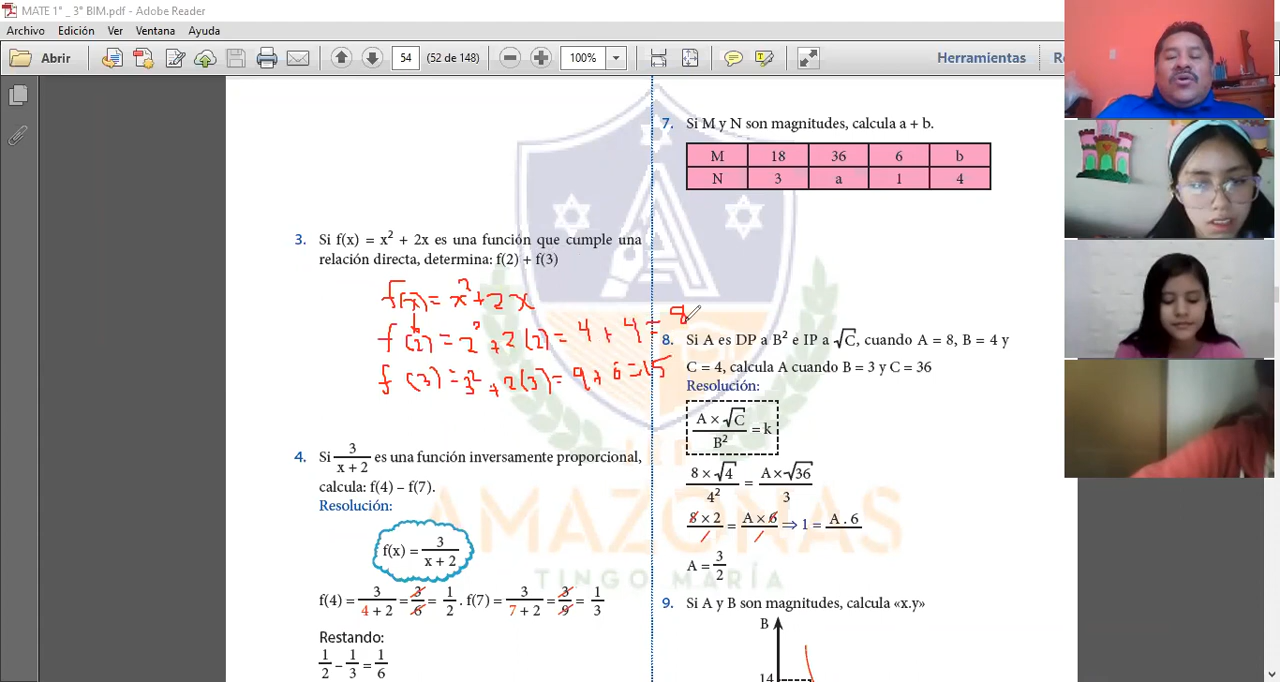 MATE 1° _ 3° BIM.pdf - Adobe Reader
Archivo Edición Ver Ventana Ayuda
Abrir 54 (52 de 148) 100% Herramientas
3. Si f(x) = x² + 2x es una función que cumple una
relación directa, determina: f(2) + f(3)
f(x) = x² + 2x
f(2) = 2² + 2(2) = 4 + 4 = 8
f(3) = 3² + 2(3) = 9 + 6 = 15
4. Si 3/(x + 2) es una función inversamente proporcional,
calcula: f(4) – f(7).
Resolución:
f(x) = 3/(x + 2)
f(4) = 3/(4 + 2) = 3/6 = 1/2 . f(7) = 3/(7 + 2) = 3/9 = 1/3
Restando:
1/2 – 1/3 = 1/6
7. Si M y N son magnitudes, calcula a + b.
M 18 36 6 b
N 3 a 1 4
8. Si A es DP a B² e IP a √C, cuando A = 8, B = 4 y
C = 4, calcula A cuando B = 3 y C = 36
Resolución:
A × √C / B² = k
8 × √4 / 4² = A × √36 / 3
8 × 2 / = A × 6 / ⇒ 1 = A . 6
A = 3/2
9. Si A y B son magnitudes, calcula «x.y»
B
14
AMAZONAS
TINGO MARÍA